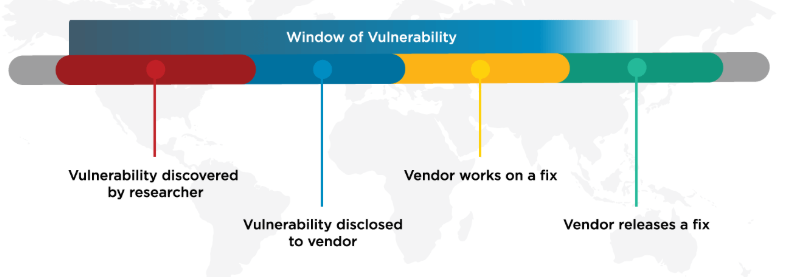 Window of Vulnerability
Vulnerability discovered
by researcher
Vulnerability disclosed
to vendor
Vendor works on a fix
Vendor releases a fix